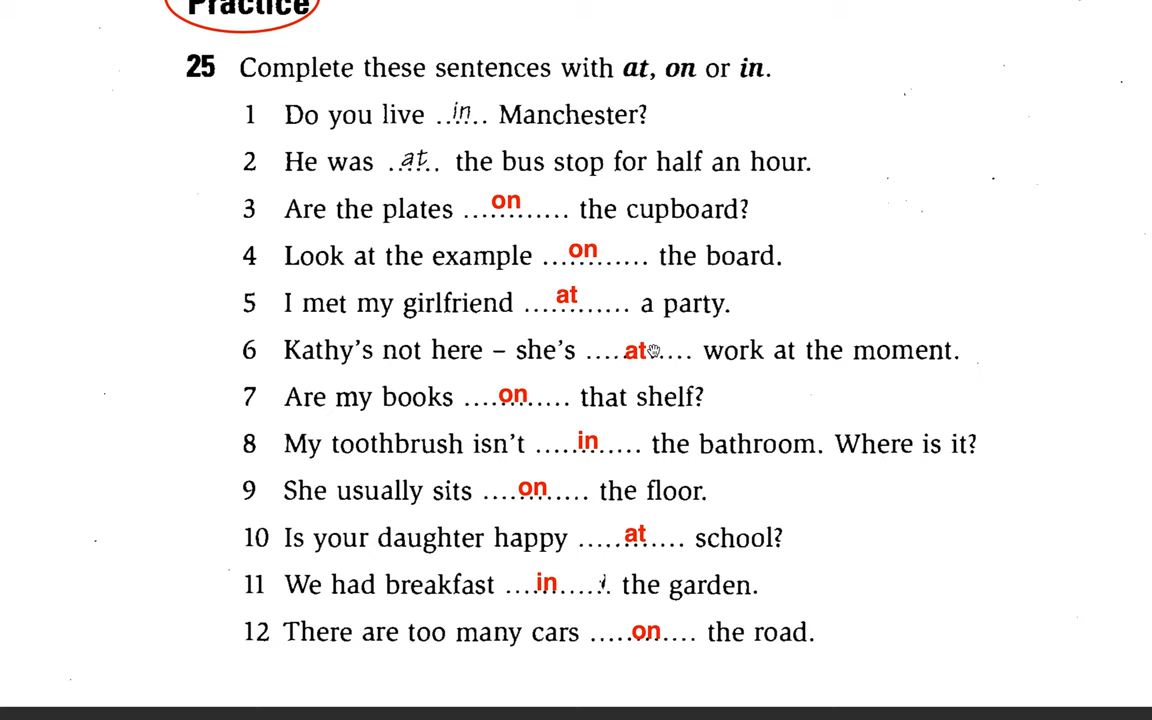 Practice
25 Complete these sentences with at, on or in.
1 Do you live ..in.. Manchester?
2 He was ..at.. the bus stop for half an hour.
3 Are the plates ....on.... the cupboard?
4 Look at the example ....on.... the board.
5 I met my girlfriend ....at.... a party.
6 Kathy's not here – she's ....at.... work at the moment.
7 Are my books ....on.... that shelf?
8 My toothbrush isn't ....in.... the bathroom. Where is it?
9 She usually sits ....on.... the floor.
10 Is your daughter happy ....at.... school?
11 We had breakfast ....in.... the garden.
12 There are too many cars ....on.... the road.